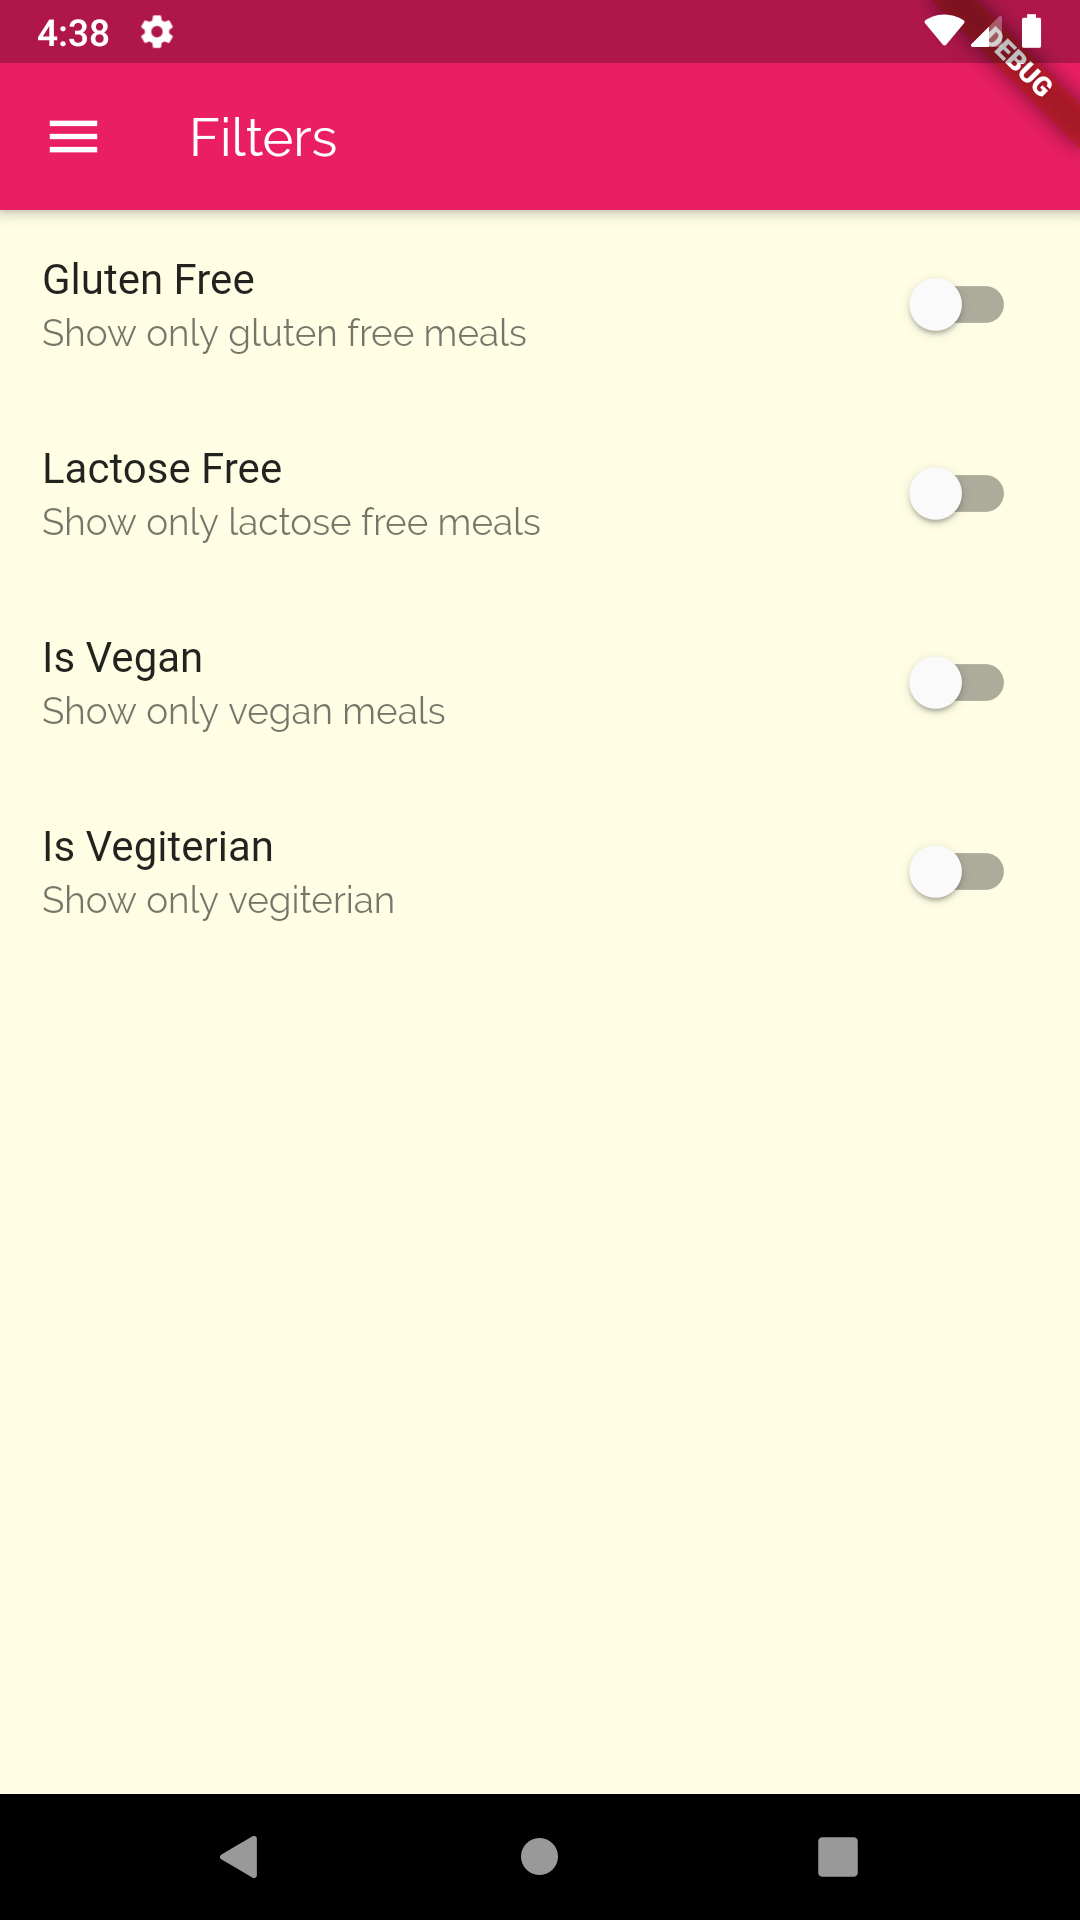 4:38
DEBUG
Filters
Gluten Free
Show only gluten free meals
Lactose Free
Show only lactose free meals
Is Vegan
Show only vegan meals
Is Vegiterian
Show only vegiterian